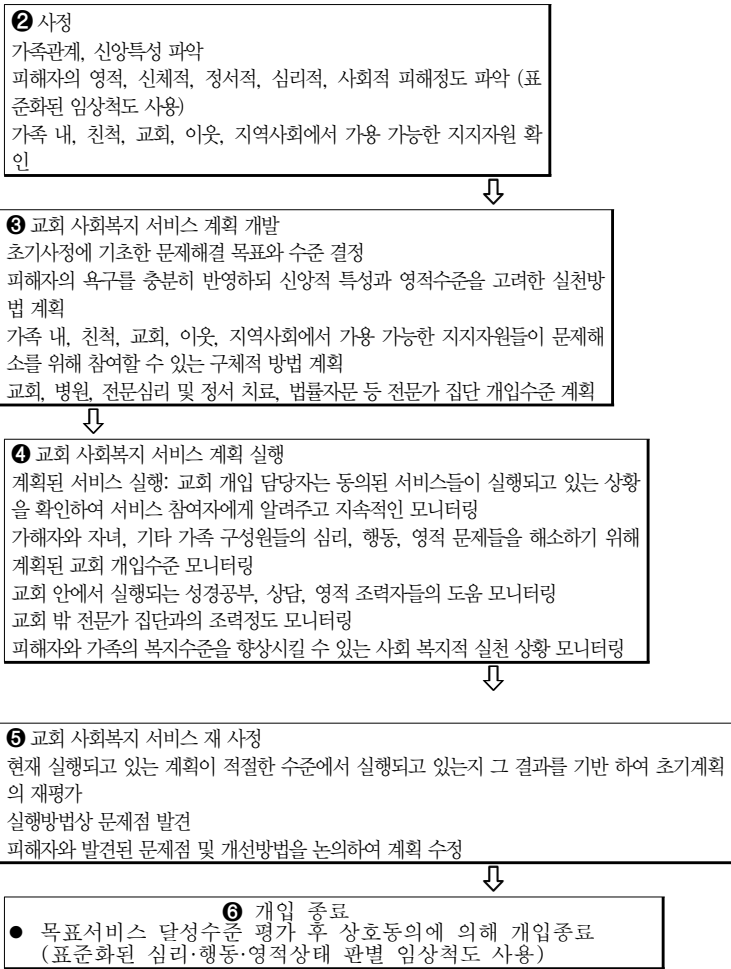 ❷ 사정
가족관계, 신앙특성 파악
피해자의 영적, 신체적, 정서적, 심리적, 사회적 피해정도 파악 (표
준화된 임상척도 사용)
가족 내, 친척, 교회, 이웃, 지역사회에서 가용 가능한 지지자원 확
인
❸ 교회 사회복지 서비스 계획 개발
초기사정에 기초한 문제해결 목표와 수준 결정
피해자의 욕구를 충분히 반영하되 신앙적 특성과 영적수준을 고려한 실천방
법 계획
가족 내, 친척, 교회, 이웃, 지역사회에서 가용 가능한 지지자원들이 문제해
소를 위해 참여할 수 있는 구체적 방법 계획
교회, 병원, 전문심리 및 정서 치료, 법률자문 등 전문가 집단 개입수준 계획
❹ 교회 사회복지 서비스 계획 실행
계획된 서비스 실행: 교회 개입 담당자는 동의된 서비스들이 실행되고 있는 상황
을 확인하여 서비스 참여자에게 알려주고 지속적인 모니터링
가해자와 자녀, 기타 가족 구성원들의 심리, 행동, 영적 문제들을 해소하기 위해
계획된 교회 개입수준 모니터링
교회 안에서 실행되는 성경공부, 상담, 영적 조력자들의 도움 모니터링
교회 밖 전문가 집단과의 조력정도 모니터링
피해자와 가족의 복지수준을 향상시킬 수 있는 사회 복지적 실천 상황 모니터링
❺ 교회 사회복지 서비스 재 사정
현재 실행되고 있는 계획이 적절한 수준에서 실행되고 있는지 그 결과를 기반 하여 초기계획
의 재평가
실행방법상 문제점 발견
피해자와 발견된 문제점 및 개선방법을 논의하여 계획 수정
❻ 개입 종료
● 목표서비스 달성수준 평가 후 상호동의에 의해 개입종료
(표준화된 심리·행동·영적상태 판별 임상척도 사용)